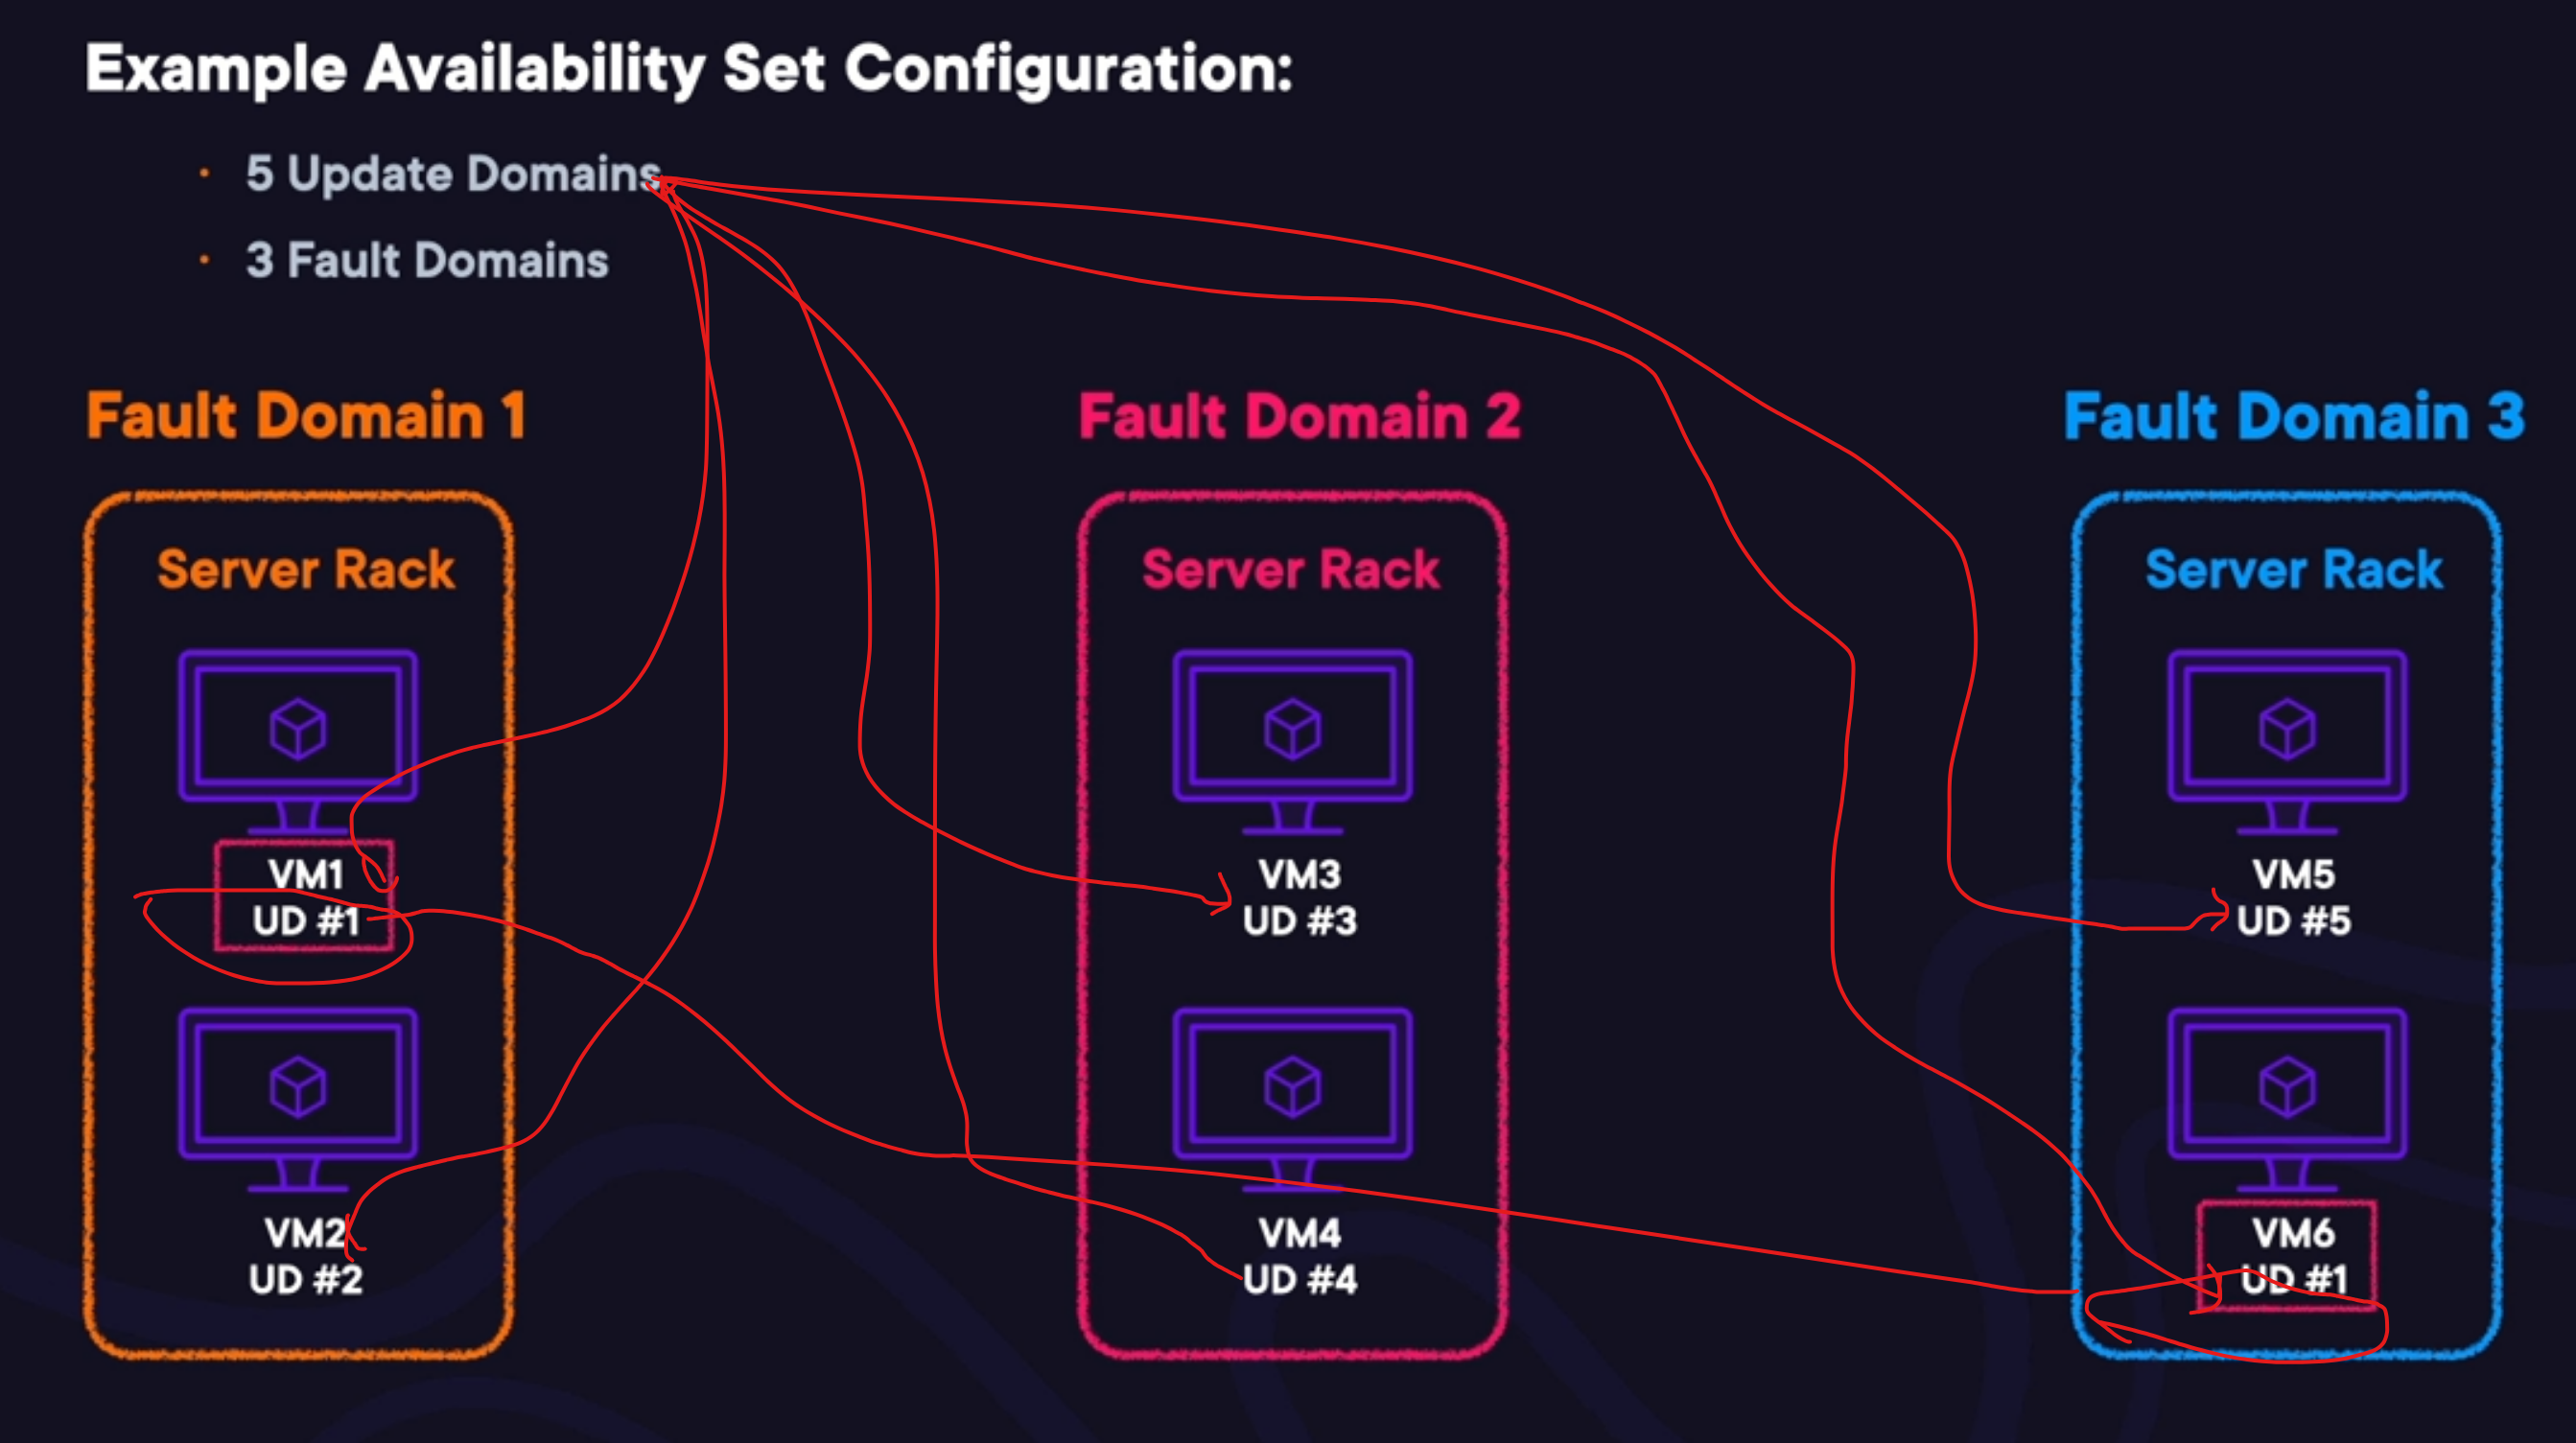 Example Availability Set Configuration:
• 5 Update Domains
• 3 Fault Domains
Fault Domain 1
Server Rack
VM1
UD #1
VM2
UD #2
Fault Domain 2
Server Rack
VM3
UD #3
VM4
UD #4
Fault Domain 3
Server Rack
VM5
UD #5
VM6
UD #1